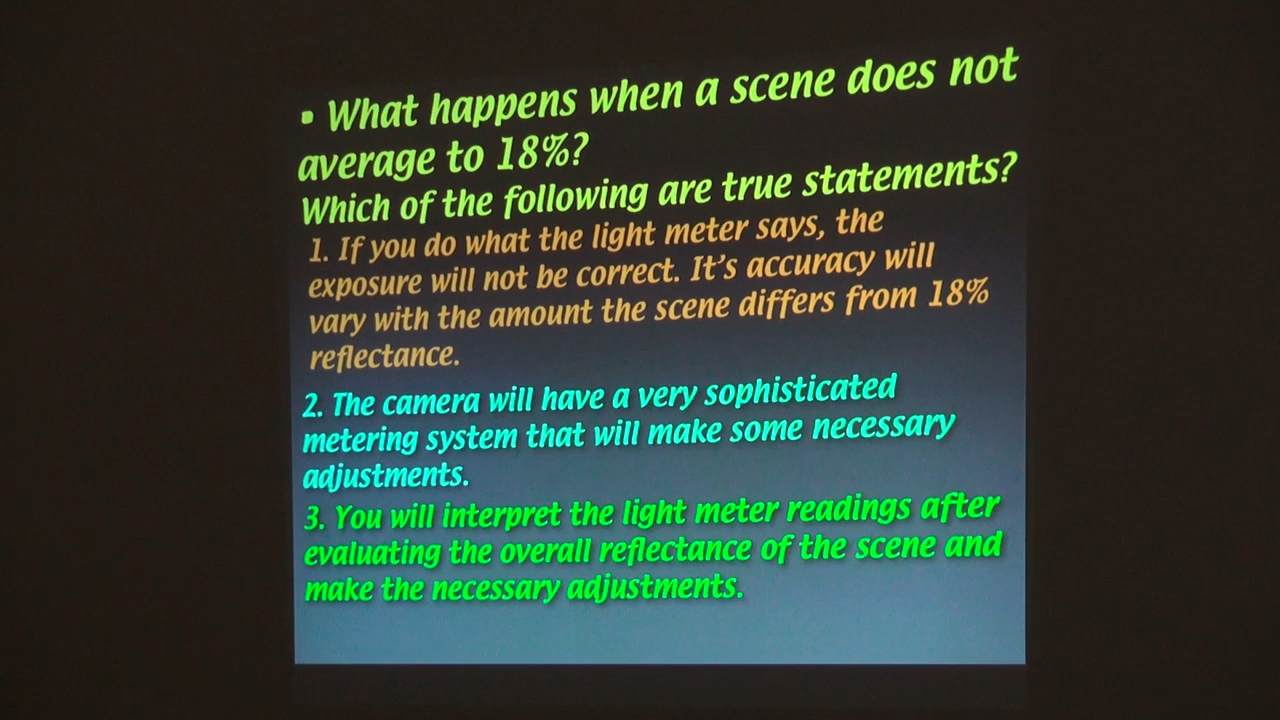 • What happens when a scene does not
average to 18%?
Which of the following are true statements?
1. If you do what the light meter says, the
exposure will not be correct. It's accuracy will
vary with the amount the scene differs from 18%
reflectance.
2. The camera will have a very sophisticated
metering system that will make some necessary
adjustments.
3. You will interpret the light meter readings after
evaluating the overall reflectance of the scene and
make the necessary adjustments.